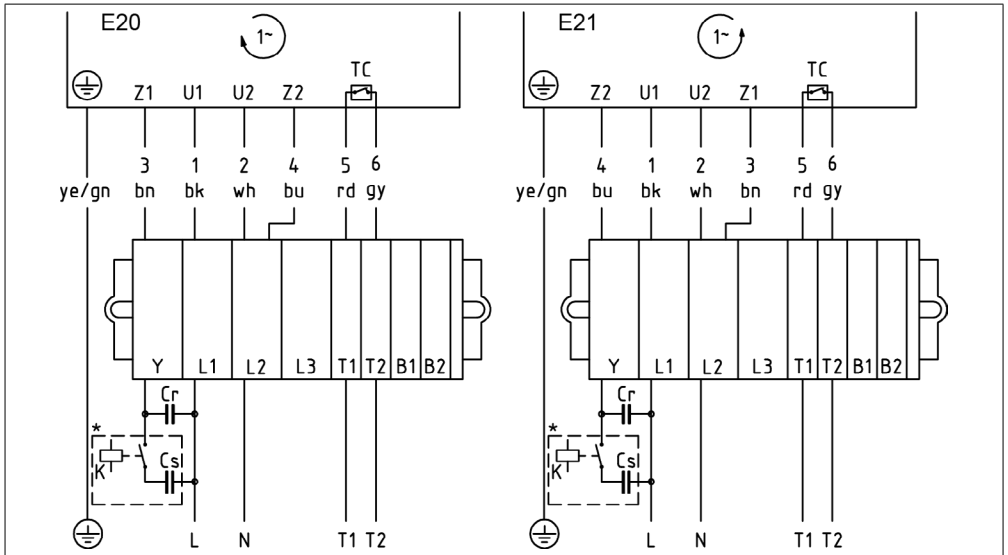 E20
1~
TC
Z1 U1 U2 Z2
3 1 2 4 5 6
ye/gn bn bk wh bu rd gy
Y L1 L2 L3 T1 T2 B1 B2
Cr
*
K Cs
L N T1 T2
E21
1~
TC
Z2 U1 U2 Z1
4 1 2 3 5 6
ye/gn bu bk wh bn rd gy
Y L1 L2 L3 T1 T2 B1 B2
Cr
*
K Cs
L N T1 T2